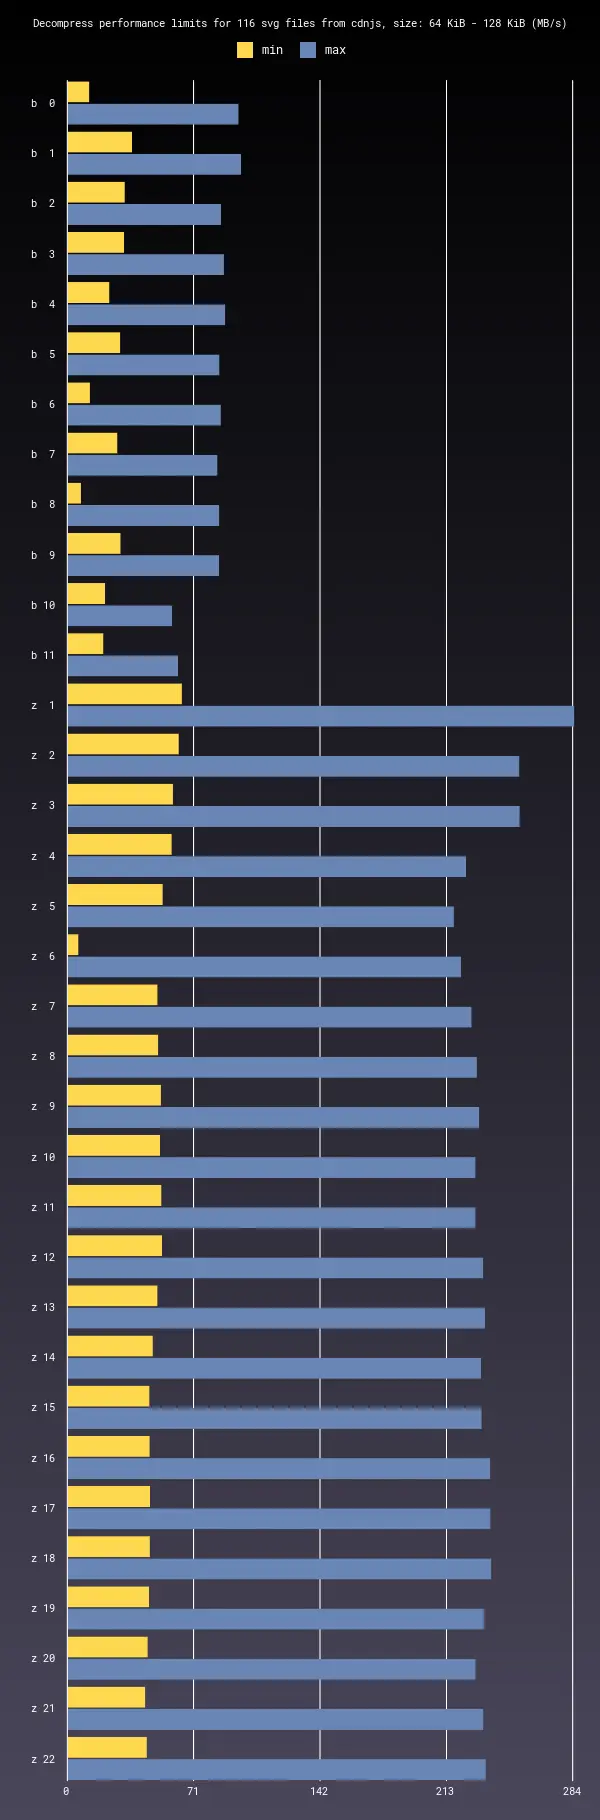 Decompress performance limits for 116 svg files from cdnjs, size: 64 KiB - 128 KiB (MB/s)
min max
b 0
b 1
b 2
b 3
b 4
b 5
b 6
b 7
b 8
b 9
b 10
b 11
z 1
z 2
z 3
z 4
z 5
z 6
z 7
z 8
z 9
z 10
z 11
z 12
z 13
z 14
z 15
z 16
z 17
z 18
z 19
z 20
z 21
z 22
0 71 142 213 284